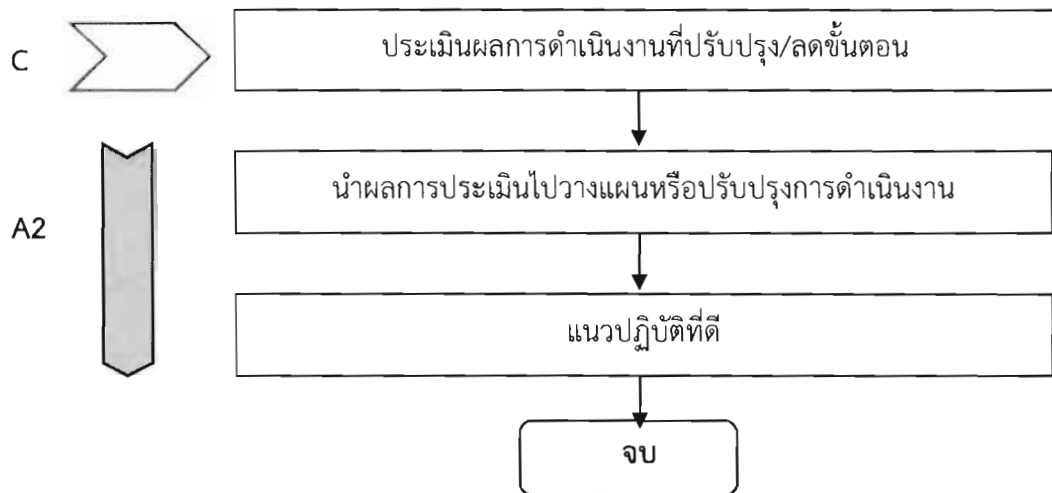 C
ประเมินผลการดำเนินงานที่ปรับปรุง/ลดขั้นตอน
นำผลการประเมินไปวางแผนหรือปรับปรุงการดำเนินงาน
A2
แนวปฏิบัติที่ดี
จบ